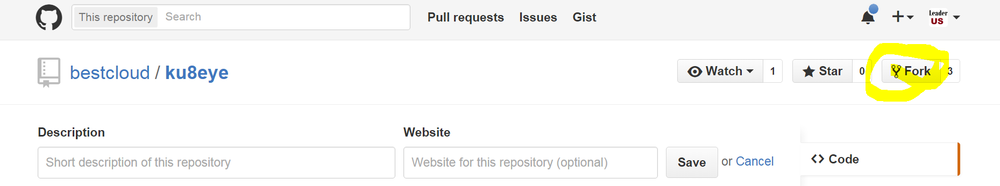 This repository Search Pull requests Issues Gist Leader US
bestcloud / ku8eye Watch 1 Star 0 Fork 3
Description Website
Short description of this repository Website for this repository (optional) Save or Cancel <> Code